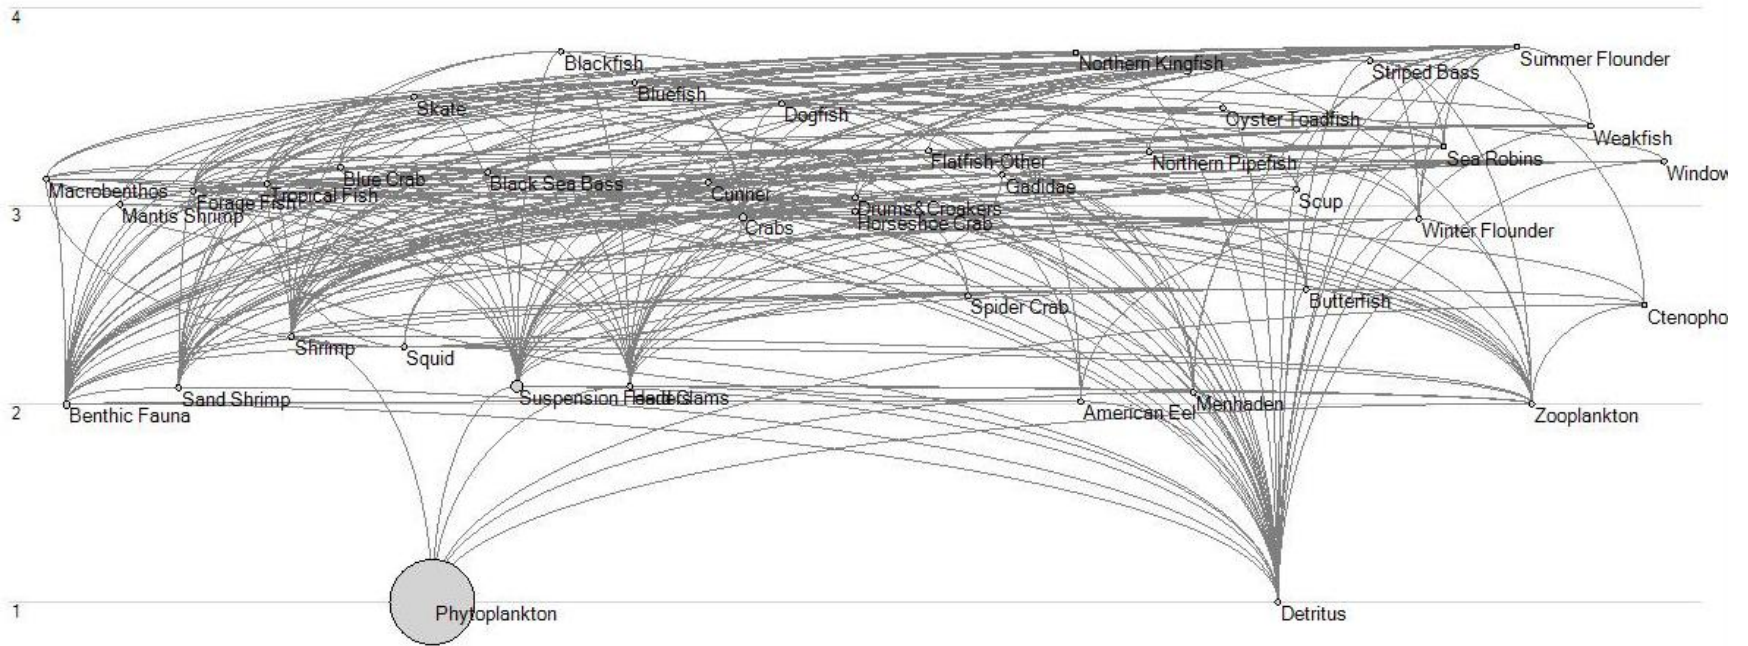 4
Blackfish
Northern Kingfish
Summer Flounder
Striped Bass
Bluefish
Skate
Dogfish
Oyster Toadfish
Weakfish
Sea Robins
Flatfish-Other
Northern Pipefish
Window
Blue Crab
Black Sea Bass
Gadidae
Macrobenthos
Tropical Fish
Cunner
Forage Fish
Scup
Drums& Croakers
3
Mantis Shrimp
Horseshoe Crab
Crabs
Winter Flounder
Butterfish
Spider Crab
Ctenopho
Shrimp
Squid
Sand Shrimp
Suspension Feeders
Hard Clams
Menhaden
2
Benthic Fauna
American Eel
Zooplankton
1
Phytoplankton
Detritus